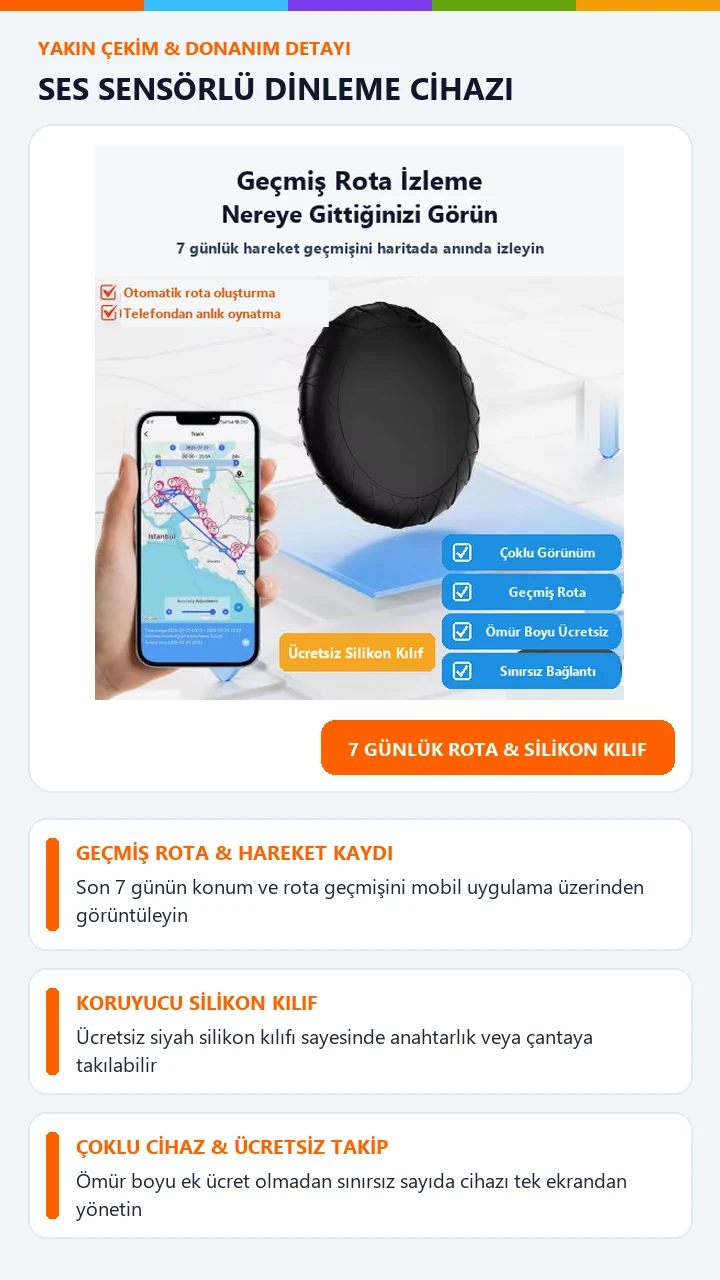 YAKIN ÇEKİM & DONANIM DETAYI
SES SENSÖRLÜ DİNLEME CİHAZI
Geçmiş Rota İzleme
Nereye Gittiğinizi Görün
7 günlük hareket geçmişini haritada anında izleyin
Otomatik rota oluşturma
Telefondan anlık oynatma
Track
Istanbul
Accuracy Adjustment
Çoklu Görünüm
Geçmiş Rota
Ömür Boyu Ücretsiz
Sınırsız Bağlantı
Ücretsiz Silikon Kılıf
7 GÜNLÜK ROTA & SİLİKON KILIF
GEÇMİŞ ROTA & HAREKET KAYDI
Son 7 günün konum ve rota geçmişini mobil uygulama üzerinden
görüntüleyin
KORUYUCU SİLİKON KILIF
Ücretsiz siyah silikon kılıfı sayesinde anahtarlık veya çantaya
takılabilir
ÇOKLU CİHAZ & ÜCRETSİZ TAKİP
Ömür boyu ek ücret olmadan sınırsız sayıda cihazı tek ekrandan
yönetin